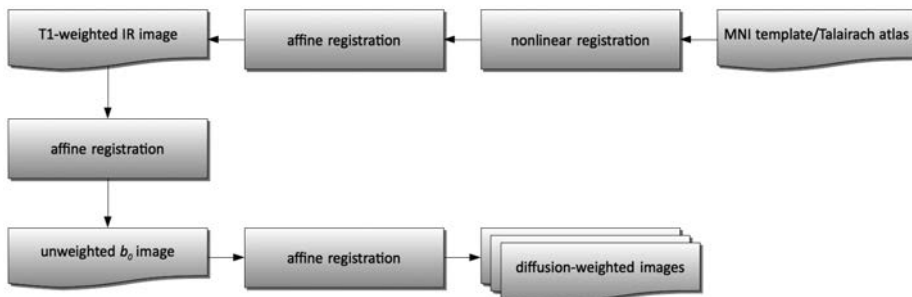 T1-weighted IR image
affine registration
nonlinear registration
MNI template/Talairach atlas
affine registration
unweighted b₀ image
affine registration
diffusion-weighted images